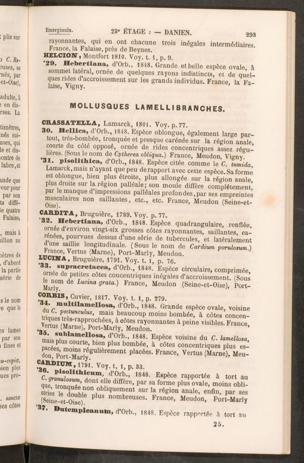 Energicula. 23e ÉTAGE : — DANIEN. 293
rayonnantes, qui en ont chacune trois inégales intermédiaires.
France, la Falaise, près de Beynes.
HELCION, Montfort 1810. Voy. t. 1, p. 9.
*29. Hebertiana, d'Orb., 1848. Grande et belle espèce ovale, à
sommet latéral, ornée de quelques rayons indistincts, et de quel-
ques rides d'accroissement sur les grands individus. France, la Fa-
laise, Vigny.
MOLLUSQUES LAMELLIBRANCHES.
CRASSATELLA, Lamarck, 1801. Voy. p. 77.
30. Hellica, d'Orb., 1848. Espèce oblongue, également large par-
tout, très-bombée, tronquée et presque carénée sur la région anale,
courte du côté opposé, ornée de rides concentriques assez régu-
lières. (Sous le nom de Cytherea obliqua.) France, Meudon, Vigny.
*31. pisolithica, d'Orb., 1848. Espèce citée comme le C. tumida,
Lamarck, mais n'ayant que peu de rapport avec cette espèce. Sa forme
est oblongue, bien plus étroite, plus allongée sur la région anale,
plus droite sur la région palléale; son moule diffère complètement,
par le manque d'impressions palléales profondes, par ses empreintes
musculaires non saillantes, etc., etc. France, Meudon (Seine-et-
Oise).
CARDITA, Bruguière, 1789. Voy. p. 77.
*32. Hebertiana, d'Orb., 1848. Espèce quadrangulaire, renflée,
ornée d'environ vingt-six grosses côtes rayonnantes, saillantes, ca-
rénées, pourvues dessus d'une série de tubercules, et latéralement
d'une saillie longitudinale. (Sous le nom de Cardium porulosum.)
France, Vertus (Marne), Port-Marly, Meudon.
LUCINA, Bruguière, 1791. Voy. t. 1, p. 76.
*33. supracretacea, d'Orb., 1848. Espèce circulaire, comprimée,
ornée de petites côtes concentriques inégales d'accroissement. (Sous
le nom de Lucina grata.) France, Meudon (Seine-et-Oise), Port-
Marly.
CORBIS, Cuvier, 1817. Voy. t. 1, p. 279.
*34. multilamellosa, d'Orb., 1848. Grande espèce ovale, voisine
du C. pectunculus, mais beaucoup moins bombée, à côtes concen-
triques très-rapprochées, à côtes rayonnantes à peine visibles. France,
Vertus (Marne), Port-Marly, Meudon.
*35. sublamellosa, d'Orb., 1848. Espèce voisine du C. lamellosa,
mais plus courte, bien plus bombée, à côtes concentriques plus es-
pacées, moins régulièrement placées. France, Vertus (Marne), Meu-
don, Port-Marly.
CARDIUM, 1791. Voy. t. 1, p. 33.
*36. pisolithicum, d'Orb., 1848. Espèce rapportée à tort au
C. granulosum, dont elle diffère, par sa forme plus ovale, moins obli-
que, tronquée non obliquement sur la région anale, enfin, par ses
stries le double plus nombreuses. France, Meudon, Port-Marly
(Seine-et-Oise).
*37. Dutempleanum, d'Orb., 1848. Espèce rapportée à tort au
25.